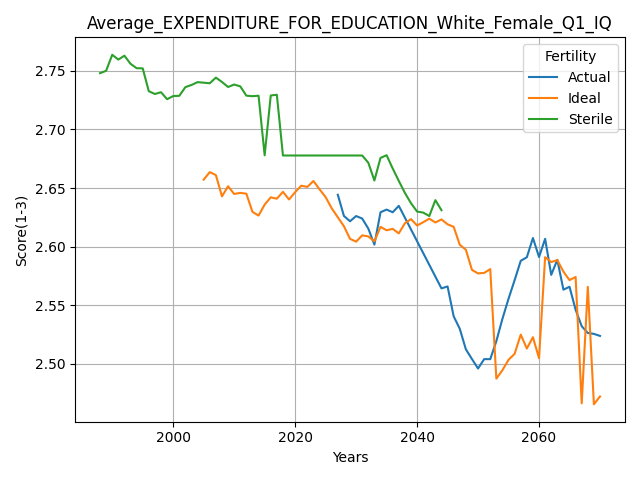 Average_EXPENDITURE_FOR_EDUCATION_White_Female_Q1_IQ
Fertility
Actual
Ideal
Sterile
Score(1-3)
2.75
2.70
2.65
2.60
2.55
2.50
2000
2020
2040
2060
Years